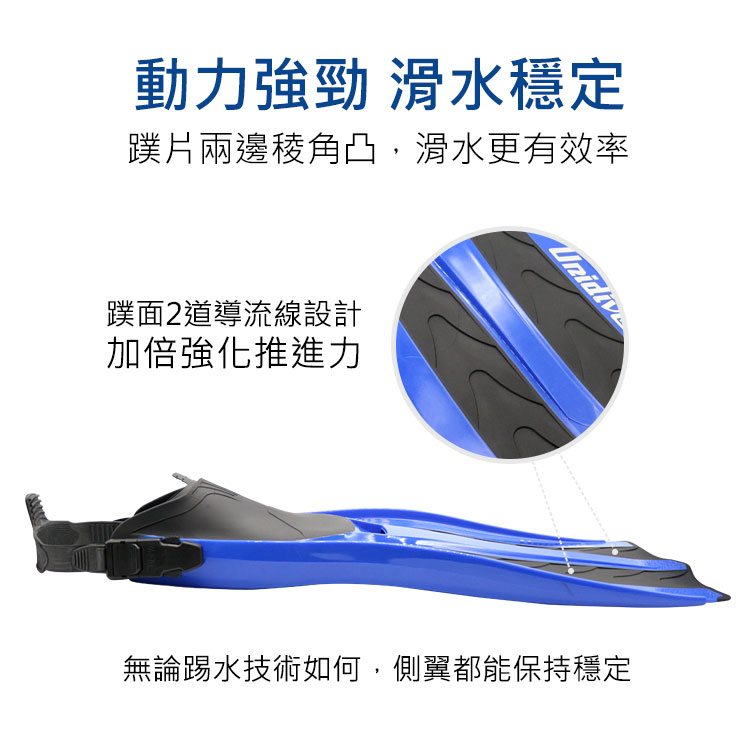 動力強勁 滑水穩定
蹼片兩邊稜角凸，滑水更有效率
Unidive
蹼面2道導流線設計
加倍強化推進力
無論踢水技術如何，側翼都能保持穩定